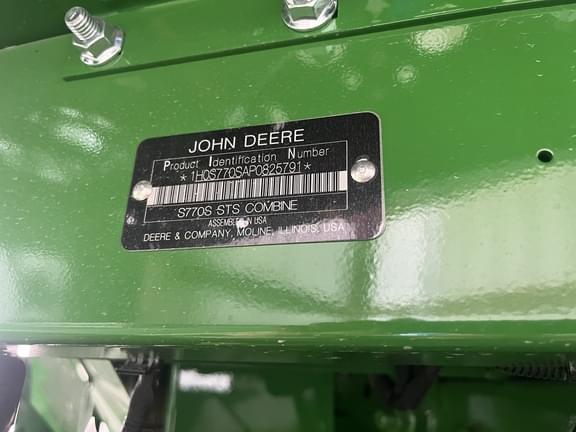 JOHN DEERE
Product Identification Number
*1H0S770SAP0825791*
S770S STS COMBINE
ASSEMBLED IN USA
DEERE & COMPANY, MOLINE, ILLINOIS, USA